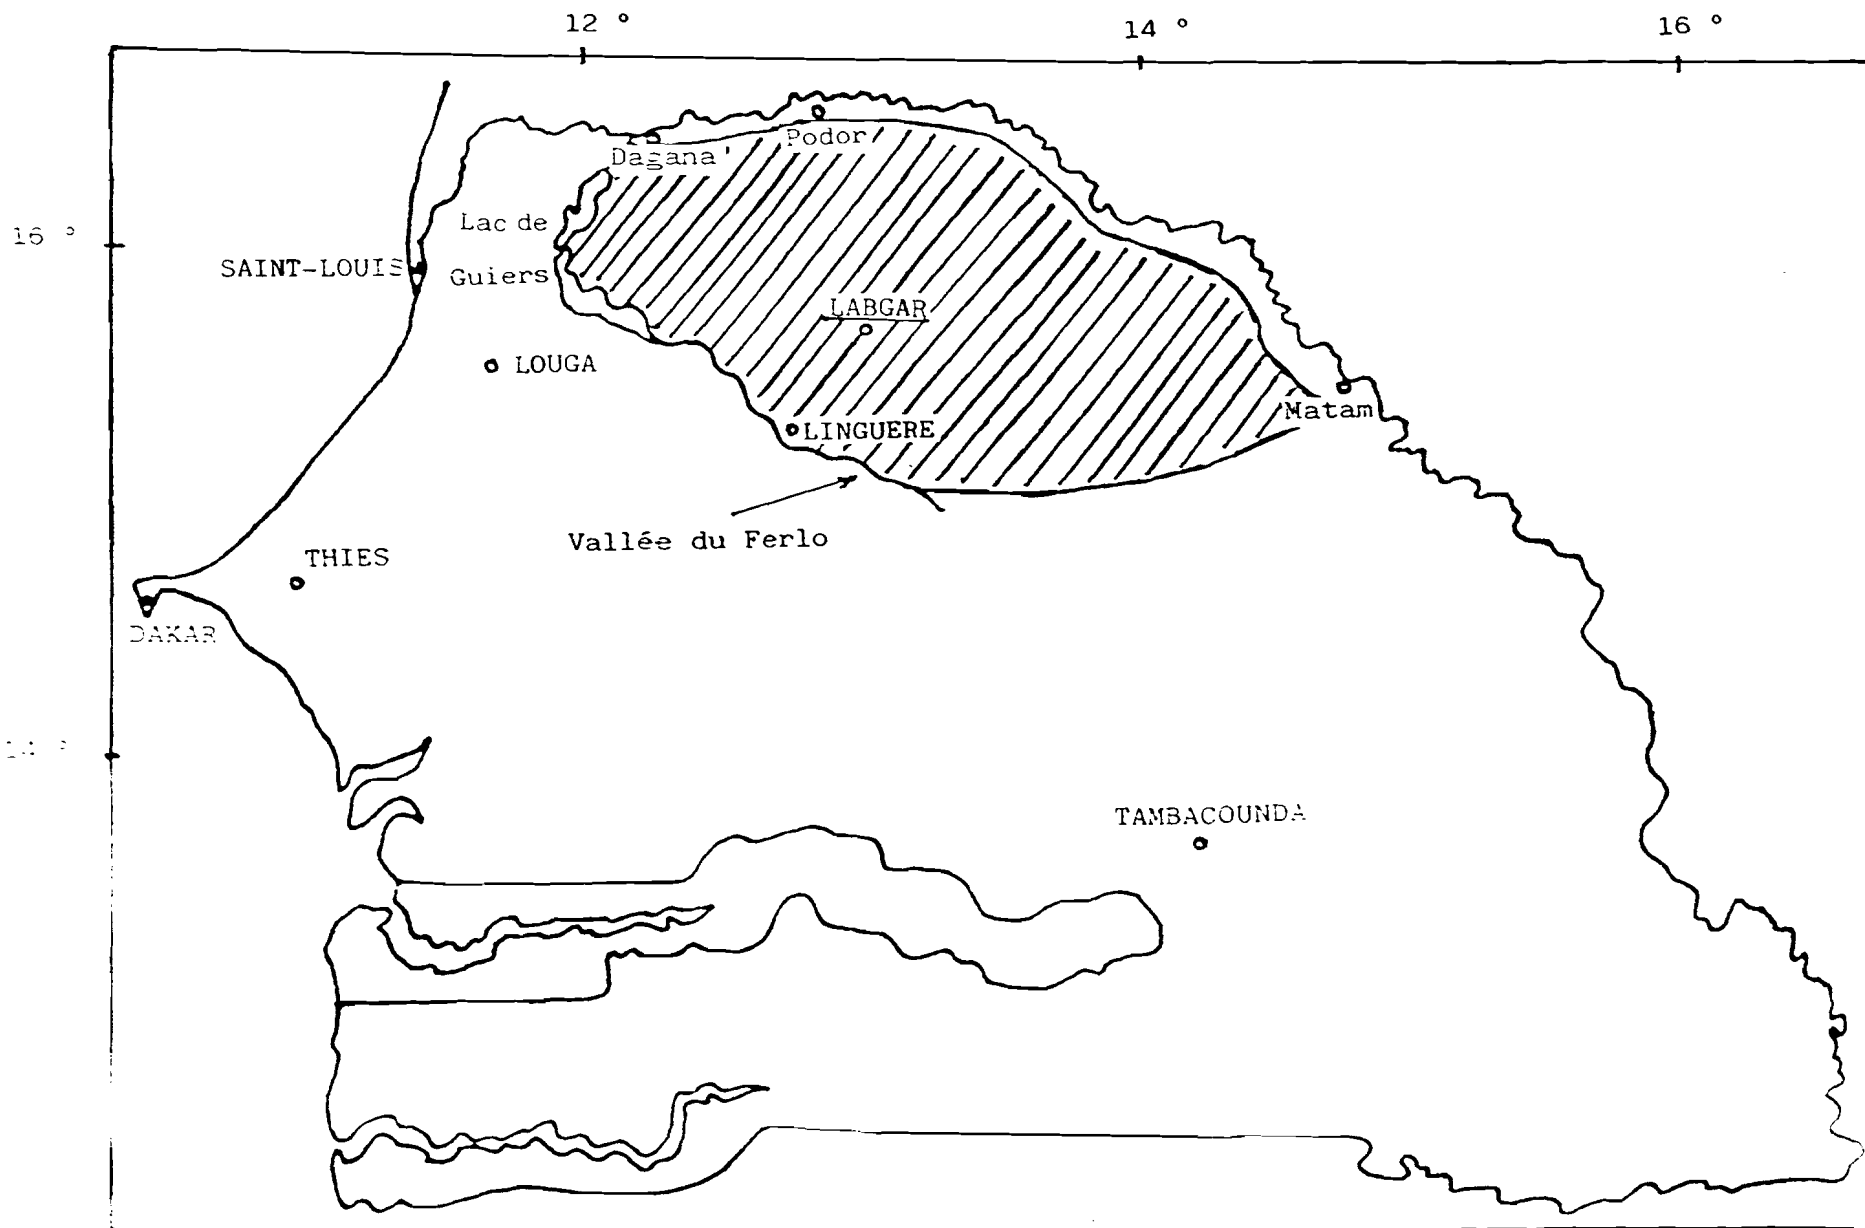 12 °
14 °
16 °
Podor
Dagana
Lac de
16 °
SAINT-LOUIS
Guiers
LABGAR
LOUGA
Matam
LINGUERE
Vallée du Ferlo
THIES
DAKAR
TAMBACOUNDA